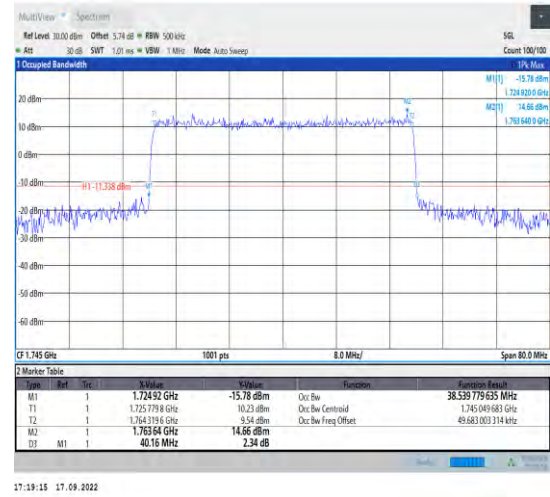 MultiView Spectrum
Ref Level 30.00 dBm Offset 5.74 dB RBW 500 kHz SGL
Att 30 dB SWT 1.01 ms VBW 1 MHz Mode Auto Sweep Count 100/100
1 Occupied Bandwidth 1Pk Max
M1[1] -15.78 dBm
1.724 920 0 GHz
M2[1] 14.66 dBm
1.763 640 0 GHz
20 dBm
M2
T1
T2
10 dBm
0 dBm
-10 dBm
H1 -11.338 dBm
M1
D3
-20 dBm
-30 dBm
-40 dBm
-50 dBm
-60 dBm
CF 1.745 GHz 1001 pts 8.0 MHz/ Span 80.0 MHz
2 Marker Table
Type Ref Trc X-Value Y-Value Function Function Result
M1 1 1.724 92 GHz -15.78 dBm Occ Bw 38.539 779 635 MHz
T1 1 1.725 779 8 GHz 10.23 dBm Occ Bw Centroid 1.745 049 683 GHz
T2 1 1.764 319 6 GHz 9.54 dBm Occ Bw Freq Offset 49.683 003 314 kHz
M2 1 1.763 64 GHz 14.66 dBm
D3 M1 1 40.16 MHz 2.34 dB
17:19:15 17.09.2022